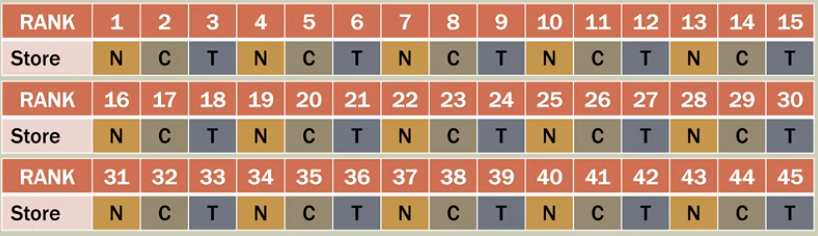 RANK 1 2 3 4 5 6 7 8 9 10 11 12 13 14 15
Store N C T N C T N C T N C T N C T
RANK 16 17 18 19 20 21 22 23 24 25 26 27 28 29 30
Store N C T N C T N C T N C T N C T
RANK 31 32 33 34 35 36 37 38 39 40 41 42 43 44 45
Store N C T N C T N C T N C T N C T